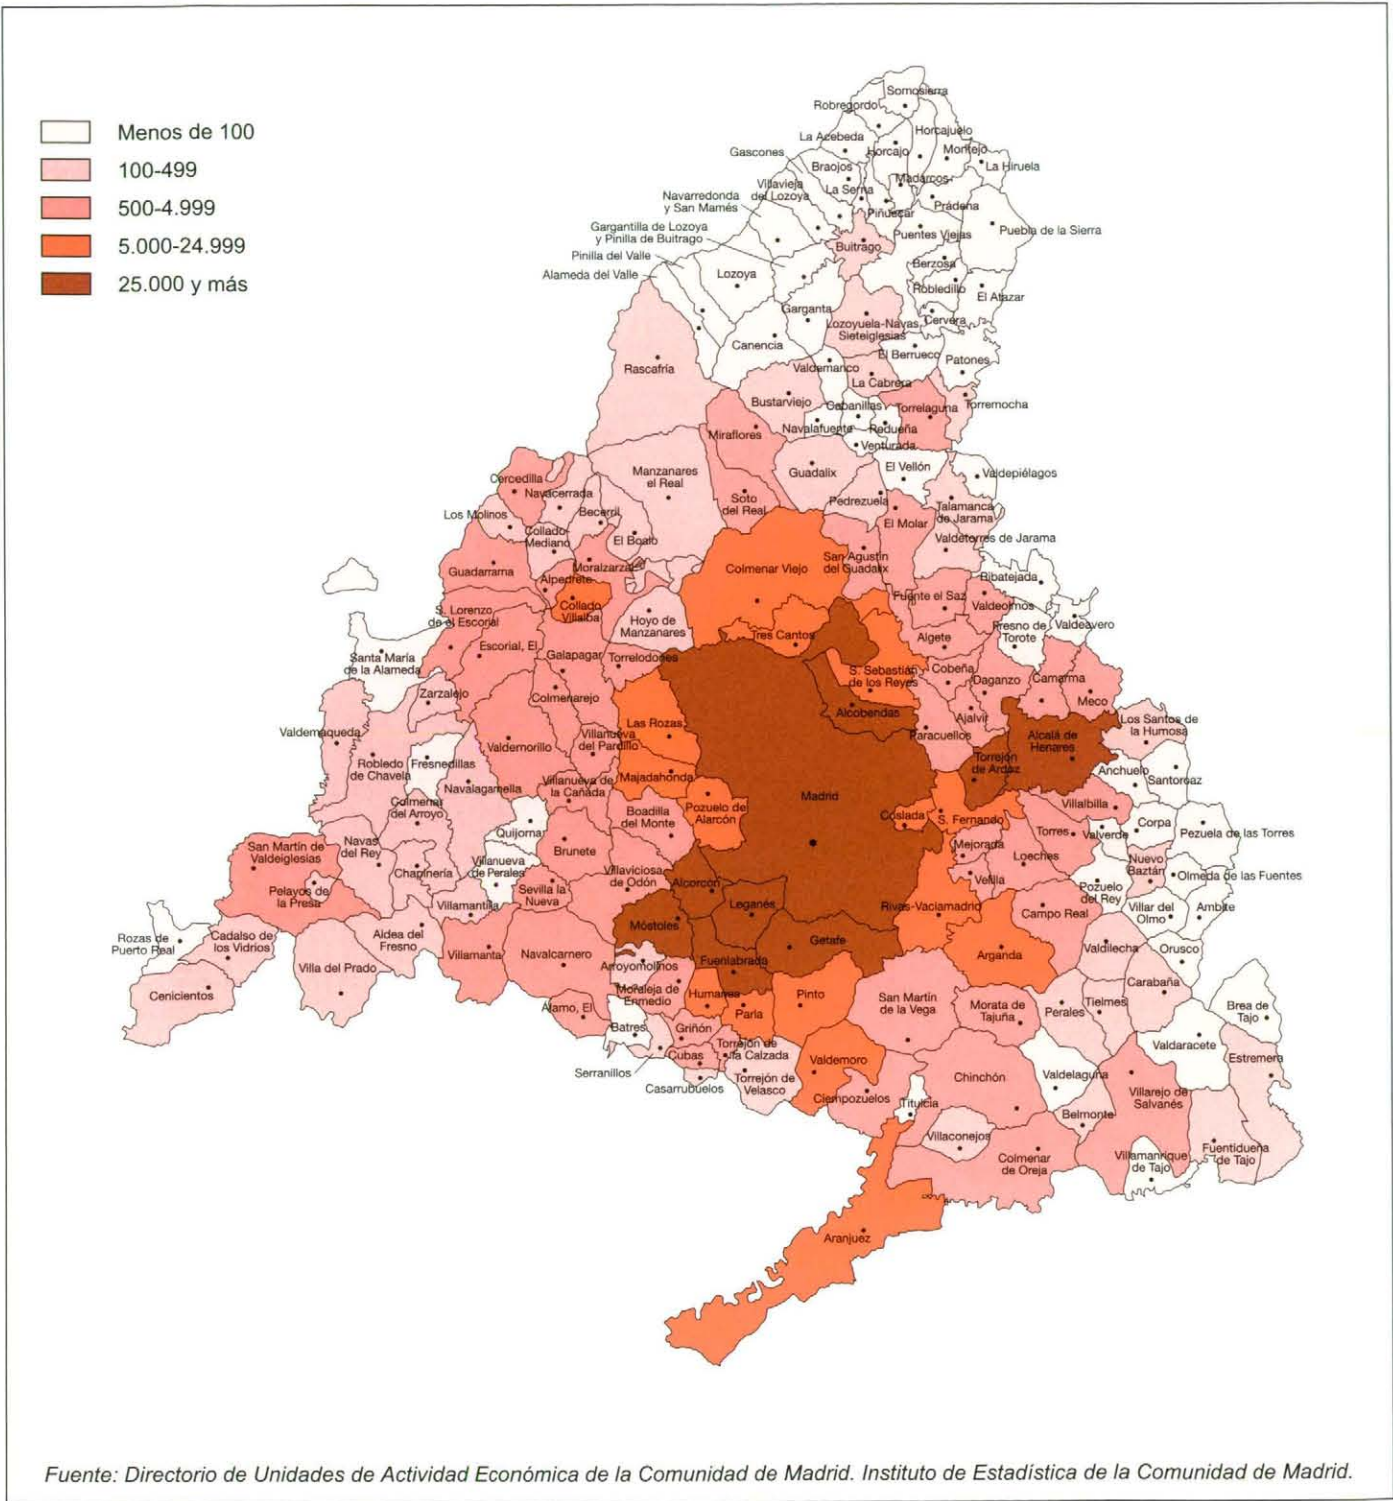 Menos de 100
100-499
500-4.999
5.000-24.999
25.000 y más
Somosierra
Robregordo
La Acebeda
Horcajuelo
Horcajo
Montejo
La Hiruela
Gascones
Braojos
Madarcos
Villavieja
del Lozoya
La Serna
Prádena
Navarredonda
y San Mamés
Piñuecar
Puebla de la Sierra
Gargantilla de Lozoya
y Pinilla de Buitrago
Buitrago
Puentes Viejas
Pinilla del Valle
Berzosa
Alameda del Valle
Lozoya
Robledillo
El Atazar
Garganta
Lozoyuela-Navas
Sieteiglesias
Cervera
Canencia
El Berrueco
Patones
Rascafría
Valdemanco
La Cabrera
Bustarviejo
Cabanillas
Torrelaguna
Torremocha
Miraflores
Navalafuente
Redueña
Venturada
Manzanares
el Real
Guadalix
El Vellón
Valdepiélagos
Cercedilla
Navacerrada
Soto
del Real
Pedrezuela
Talamanca
de Jarama
Los Molinos
Becerril
El Molar
Collado-
Mediano
El Boalo
Valdetorres de Jarama
Guadarrama
Moralzarzal
Colmenar Viejo
San Agustín
del Guadalix
Alpedrete
Ribatejada
S. Lorenzo
de el Escorial
Collado
Villalba
Fuente el Saz
Valdeolmos
Hoyo de
Manzanares
Tres Cantos
Algete
Fresno de
Torote
Valdeavero
Santa María
de la Alameda
Escorial, El
Galapagar
Torrelodones
S. Sebastián
de los Reyes
Cobeña
Daganzo
Camarma
Zarzalejo
Colmenarejo
Meco
Valdemaqueda
Las Rozas
Alcobendas
Ajalvir
Los Santos de
la Humosa
Robledo
de Chavela
Fresnedillas
Valdemorillo
Villanueva
del Pardillo
Paracuellos
Alcalá de
Henares
Navalagamella
Villanueva de
la Cañada
Majadahonda
Torrejón
de Ardoz
Anchuelo
Santorcaz
Colmenar
del Arroyo
Pozuelo de
Alarcón
Madrid
Villalbilla
Quijorna
Boadilla
del Monte
Coslada
S. Fernando
Torres
Valverde
Corpa
Pezuela de las Torres
San Martín de
Valdeiglesias
Navas
del Rey
Brunete
Mejorada
Loeches
Nuevo
Baztán
Chapinería
Villanueva
de Perales
Villaviciosa
de Odón
Velilla
Olmeda de las Fuentes
Pelayos de
la Presa
Sevilla la
Nueva
Alcorcón
Pozuelo
del Rey
Villamantilla
Leganés
Rivas-Vaciamadrid
Campo Real
Villar del
Olmo
Ambite
Rozas de
Puerto Real
Cadalso de
los Vidrios
Aldea del
Fresno
Móstoles
Getafe
Valdilecha
Orusco
Villa del Prado
Villamanta
Navalcarnero
Fuenlabrada
Arganda
Arroyomolinos
Cenicientos
Moraleja de
Enmedio
Humanes
Pinto
San Martín
de la Vega
Morata de
Tajuña
Perales
Tielmes
Carabaña
Álamo, El
Parla
Brea de
Tajo
Batres
Griñón
Valdaracete
Torrejón de
la Calzada
Cubas
Valdemoro
Estremera
Serranillos
Casarrubuelos
Torrejón de
Velasco
Chinchón
Valdelaguna
Ciempozuelos
Titulcia
Villarejo de
Salvanés
Belmonte
Villaconejos
Colmenar
de Oreja
Villamanrique
de Tajo
Fuentidueña
de Tajo
Aranjuez
Fuente: Directorio de Unidades de Actividad Económica de la Comunidad de Madrid. Instituto de Estadística de la Comunidad de Madrid.